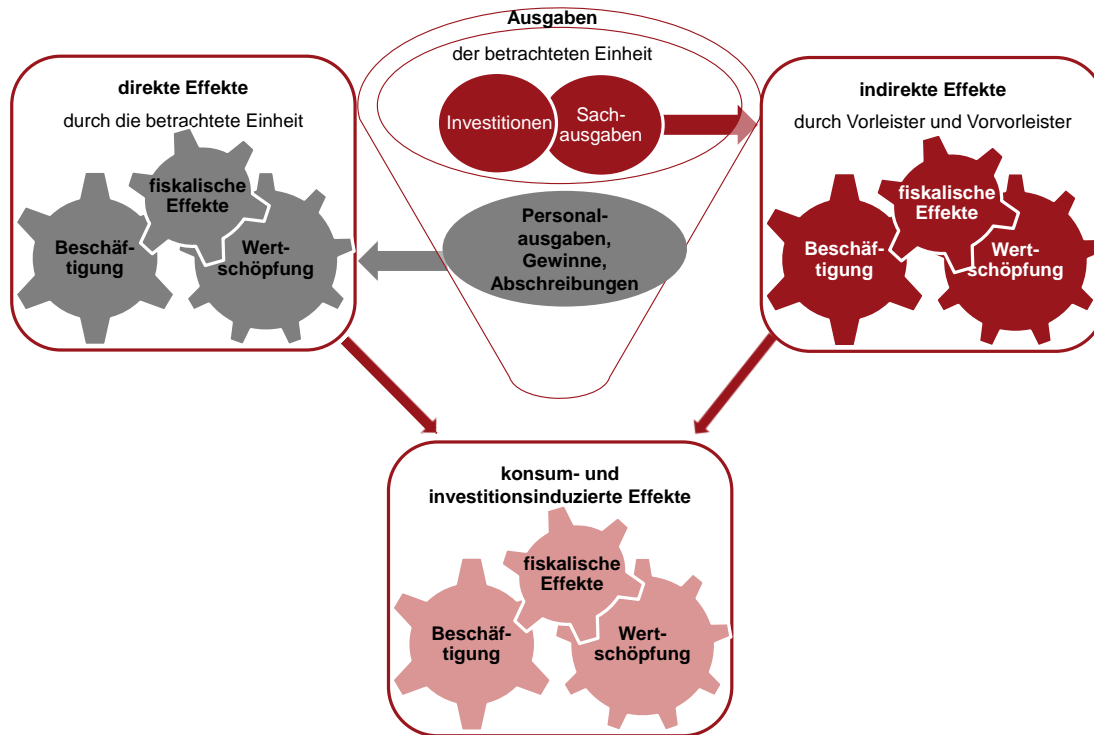 Ausgaben
der betrachteten Einheit
Investitionen
Sach-
ausgaben
Personal-
ausgaben,
Gewinne,
Abschreibungen
direkte Effekte
durch die betrachtete Einheit
fiskalische
Effekte
Beschäf-
tigung
Wert-
schöpfung
indirekte Effekte
durch Vorleister und Vorvorleister
fiskalische
Effekte
Beschäf-
tigung
Wert-
schöpfung
konsum- und
investitionsinduzierte Effekte
fiskalische
Effekte
Beschäf-
tigung
Wert-
schöpfung